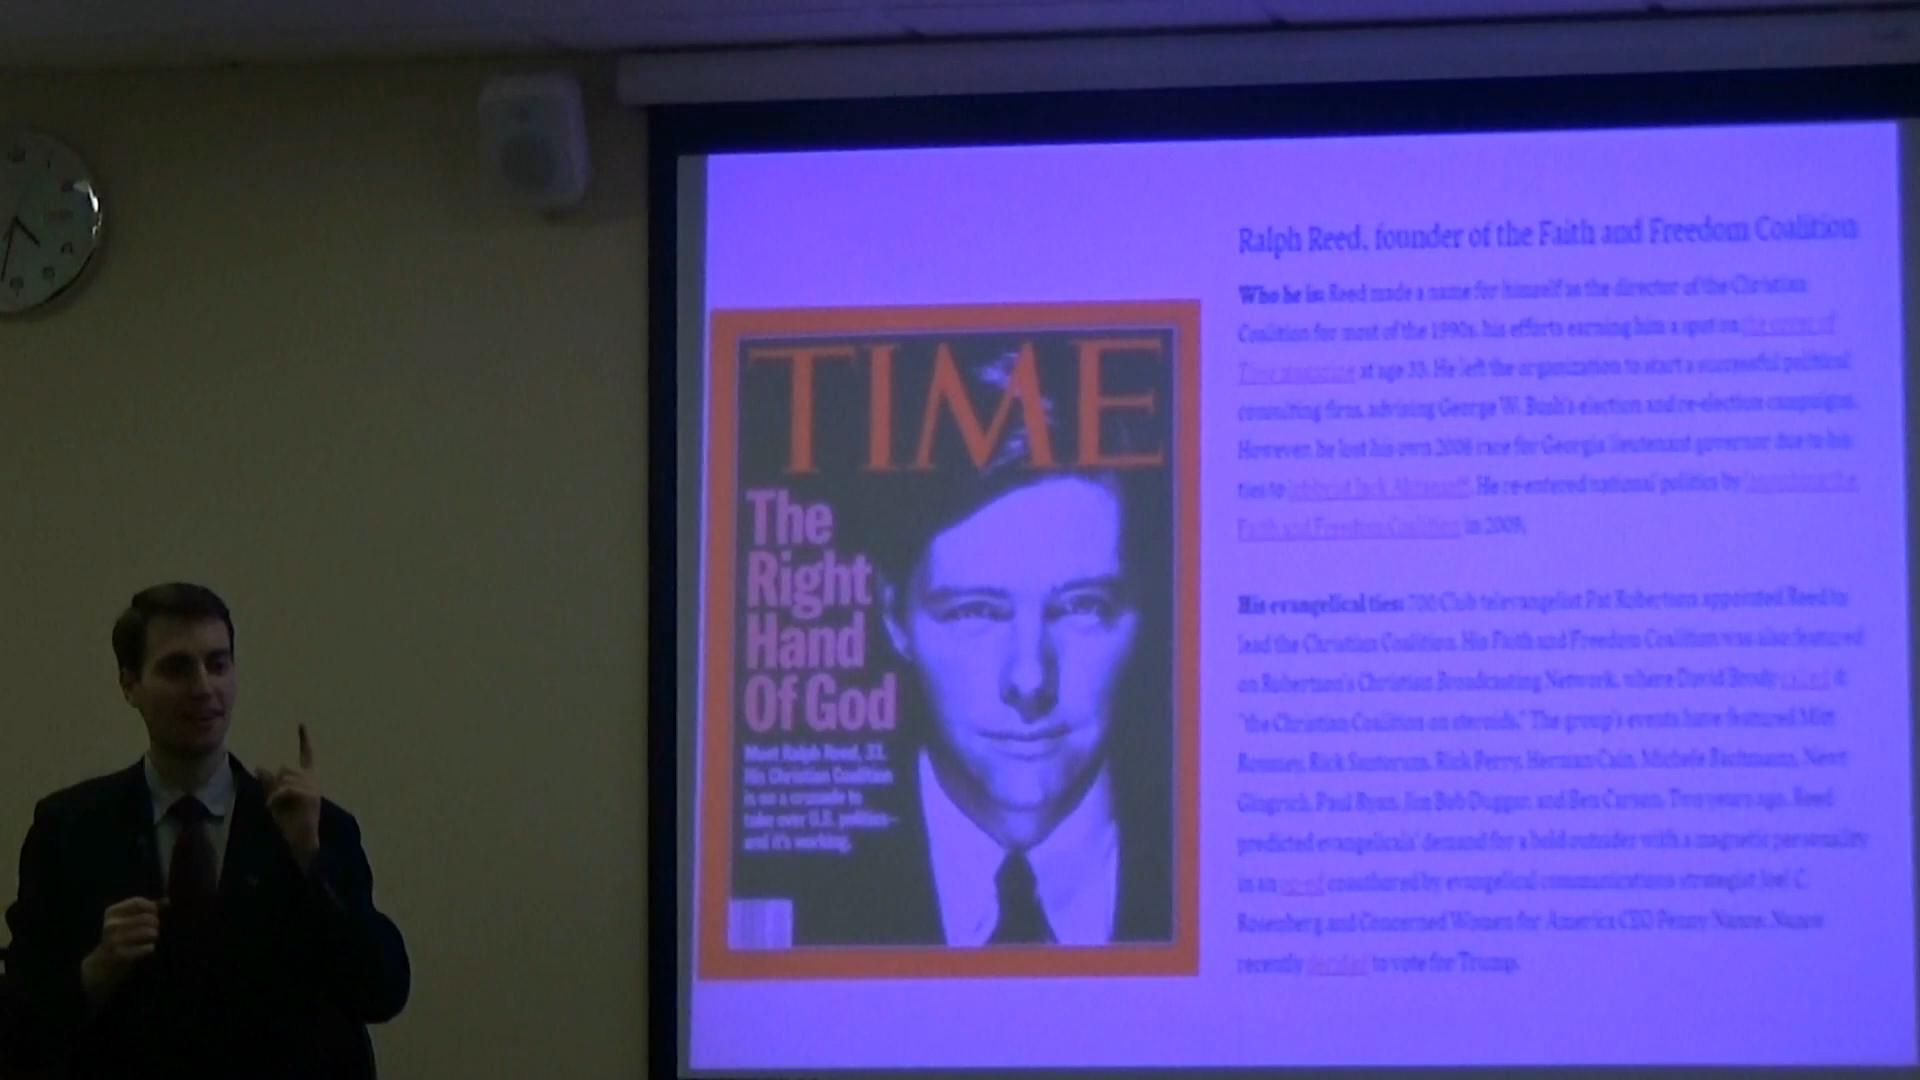 TIME
The
Right
Hand
Of God
Meet Ralph Reed, 33.
His Christian Coalition
is on a crusade to
take over U.S. politics—
and it's working.
Ralph Reed, founder of the Faith and Freedom Coalition
Who he is: Reed made a name for himself as the director of the Christian
Coalition for most of the 1990s, his efforts earning him a spot on the cover of
Time magazine at age 33. He left the organization to start a successful political
consulting firm, advising George W. Bush's election and re-election campaigns.
However, he lost his own 2006 race for Georgia lieutenant governor due to his
ties to lobbyist Jack Abramoff. He re-entered national politics by launching the
Faith and Freedom Coalition in 2009.
His evangelical ties: 700 Club televangelist Pat Robertson appointed Reed to
lead the Christian Coalition. His Faith and Freedom Coalition was also featured
on Robertson's Christian Broadcasting Network, where David Brody called it
"the Christian Coalition on steroids." The group's events have featured Mitt
Romney, Rick Santorum, Rick Perry, Herman Cain, Michele Bachmann, Newt
Gingrich, Paul Ryan, Jim Bob Duggar, and Ben Carson. Two years ago, Reed
predicted evangelicals' demand for a bold outsider with a magnetic personality
in an op-ed coauthored by evangelical communications strategist Joel C.
Rosenberg and Concerned Women for America CEO Penny Nance. Nance
recently decided to vote for Trump.